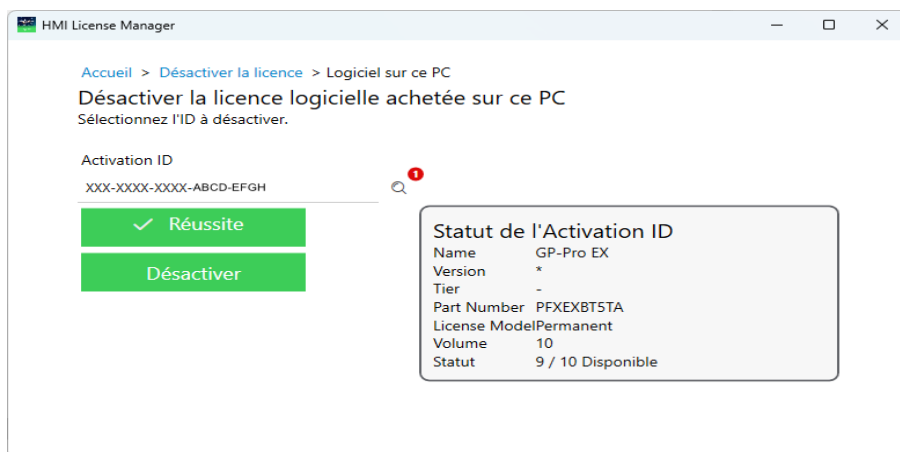 HMI License Manager
Accueil > Désactiver la licence > Logiciel sur ce PC
Désactiver la licence logicielle achetée sur ce PC
Sélectionnez l'ID à désactiver.
Activation ID
XXX-XXXX-XXXX-ABCD-EFGH
1
Réussite
Désactiver
Statut de l'Activation ID
Name GP-Pro EX
Version *
Tier -
Part Number PFXEXBT5TA
License ModelPermanent
Volume 10
Statut 9 / 10 Disponible